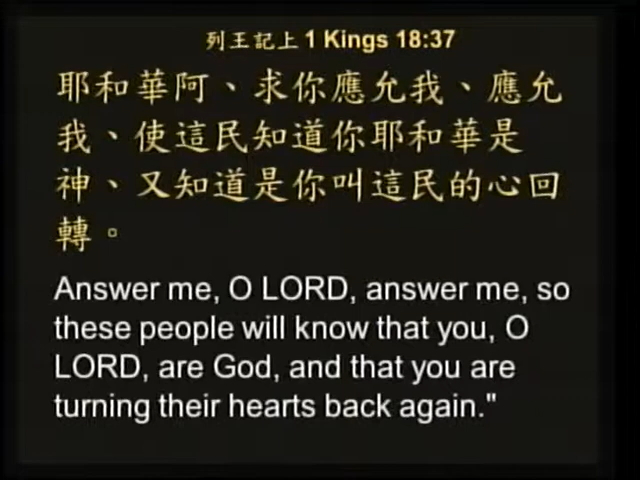 列王記上 1 Kings 18:37
耶和華阿、求你應允我、應允
我、使這民知道你耶和華是
神、又知道是你叫這民的心回
轉。
Answer me, O LORD, answer me, so
these people will know that you, O
LORD, are God, and that you are
turning their hearts back again."